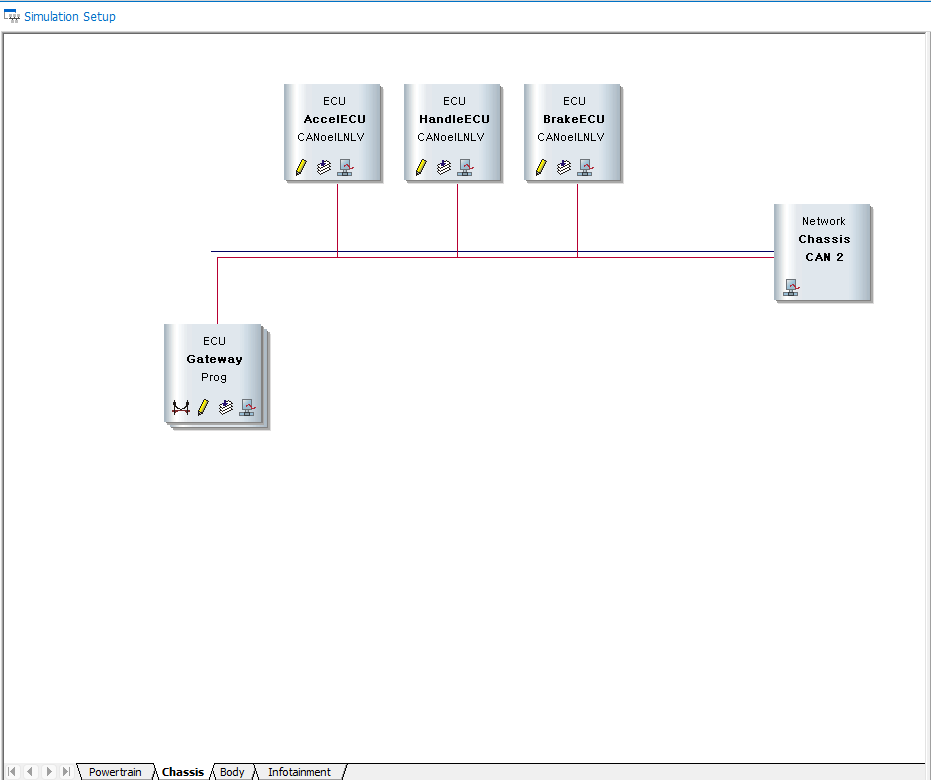 Simulation Setup
ECU
AccelECU
CANoeILNLV
ECU
HandleECU
CANoeILNLV
ECU
BrakeECU
CANoeILNLV
Network
Chassis
CAN 2
ECU
Gateway
Prog
Powertrain
Chassis
Body
Infotainment